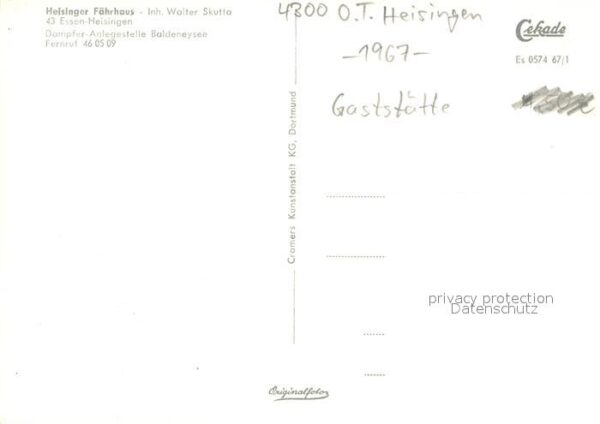 Heisinger Fährhaus - Inh. Walter Skutta
43 Essen-Heisingen
Dampfer-Anlegestelle Baldeneysee
Fernruf 46 05 09
4300 O.T. Heisingen
-1967-
Gaststätte
Cekade
Es 0574 67/1
Cramers Kunstanstalt KG, Dortmund
privacy protection
Datenschutz
Originalfoto